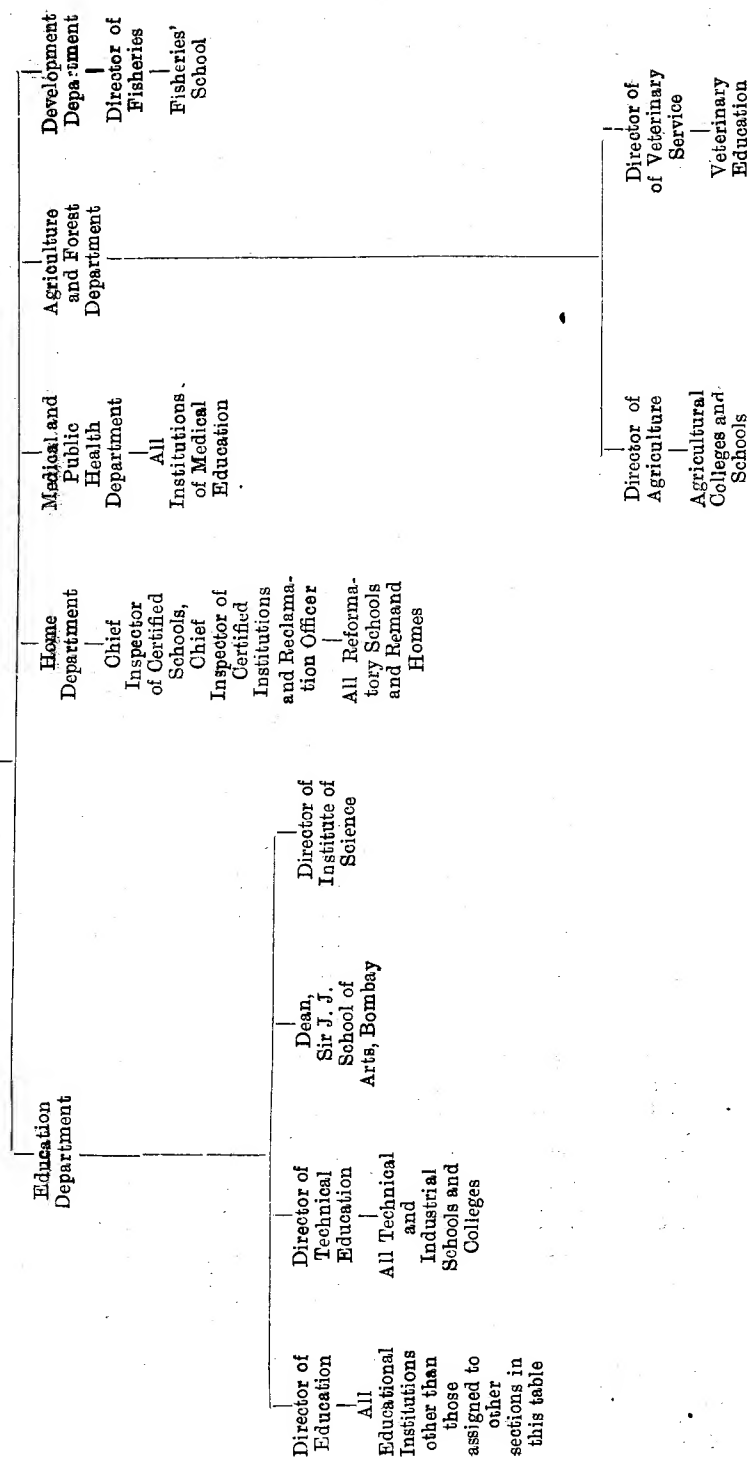 Education
Department
Home
Department
Medical and
Public
Health
Department
Agriculture
and Forest
Department
Development
Department
Director of
Education
All
Educational
Institutions
other than
those
assigned to
other
sections in
this table
Director of
Technical
Education
All Technical
and
Industrial
Schools and
Colleges
Dean,
Sir J. J.
School of
Arts, Bombay
Director of
Institute of
Science
Chief
Inspector
of Certified
Schools,
Chief
Inspector of
Certified
Institutions
and Reclama-
tion Officer
All Reforma-
tory Schools
and Remand
Homes
All
Institutions
of Medical
Education
Director of
Agriculture
Agricultural
Colleges and
Schools
Director of
of Veterinary
Service
Veterinary
Education
Director of
Fisheries
Fisheries'
School